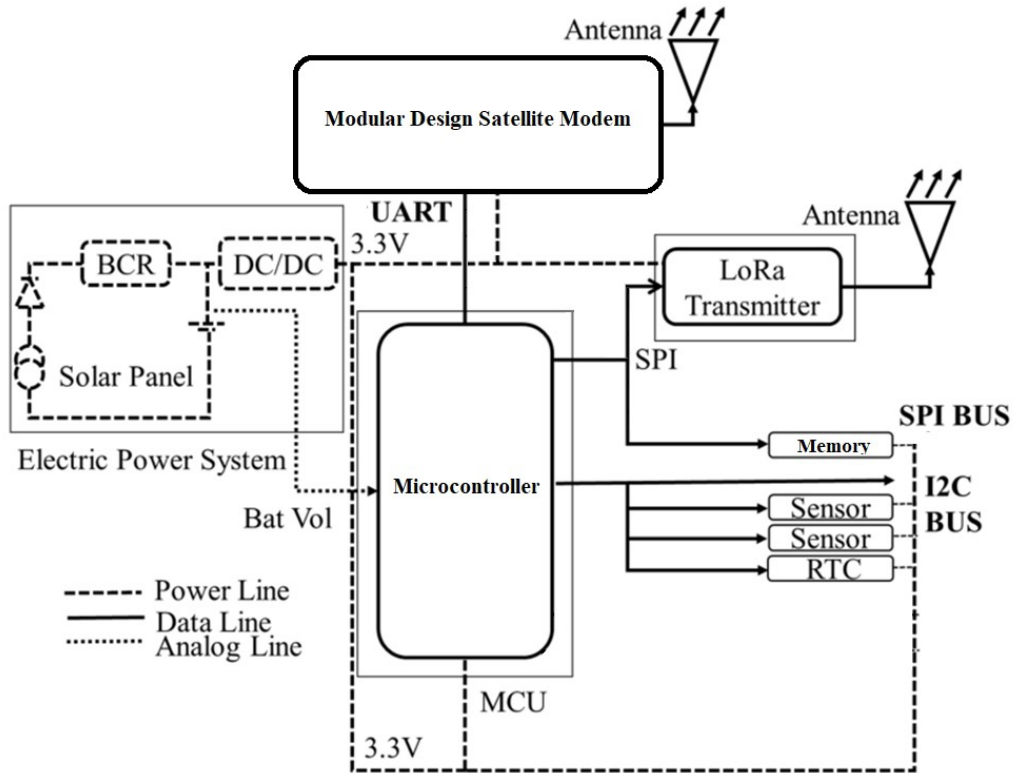 Antenna
Modular Design Satellite Modem
UART
3.3V
Antenna
BCR
DC/DC
LoRa
Transmitter
Solar Panel
SPI
SPI BUS
Memory
Electric Power System
Microcontroller
I2C
BUS
Sensor
Bat Vol
Sensor
RTC
Power Line
Data Line
Analog Line
MCU
3.3V